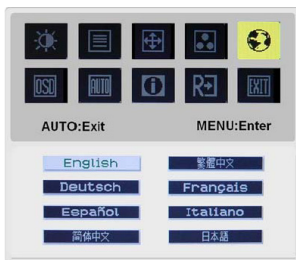 OSD AUTO R EXIT
AUTO:Exit MENU:Enter
English 繁體中文
Deutsch Français
Español Italiano
简体中文 日本語